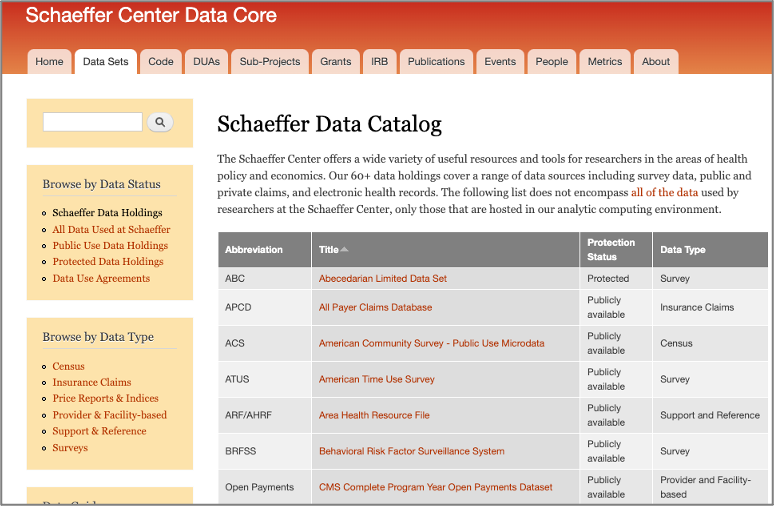 Schaeffer Center Data Core
Home Data Sets Code DUAs Sub-Projects Grants IRB Publications Events People Metrics About
Browse by Data Status
Schaeffer Data Holdings
All Data Used at Schaeffer
Public Use Data Holdings
Protected Data Holdings
Data Use Agreements
Browse by Data Type
Census
Insurance Claims
Price Reports & Indices
Provider & Facility-based
Support & Reference
Surveys
Schaeffer Data Catalog
The Schaeffer Center offers a wide variety of useful resources and tools for researchers in the areas of health
policy and economics. Our 60+ data holdings cover a range of data sources including survey data, public and
private claims, and electronic health records. The following list does not encompass all of the data used by
researchers at the Schaeffer Center, only those that are hosted in our analytic computing environment.
Abbreviation Title Protection Status Data Type
ABC Abecedarian Limited Data Set Protected Survey
APCD All Payer Claims Database Publicly available Insurance Claims
ACS American Community Survey - Public Use Microdata Publicly available Census
ATUS American Time Use Survey Publicly available Survey
ARF/AHRF Area Health Resource File Publicly available Support and Reference
BRFSS Behavioral Risk Factor Surveillance System Publicly available Survey
Open Payments CMS Complete Program Year Open Payments Dataset Publicly available Provider and Facility-based